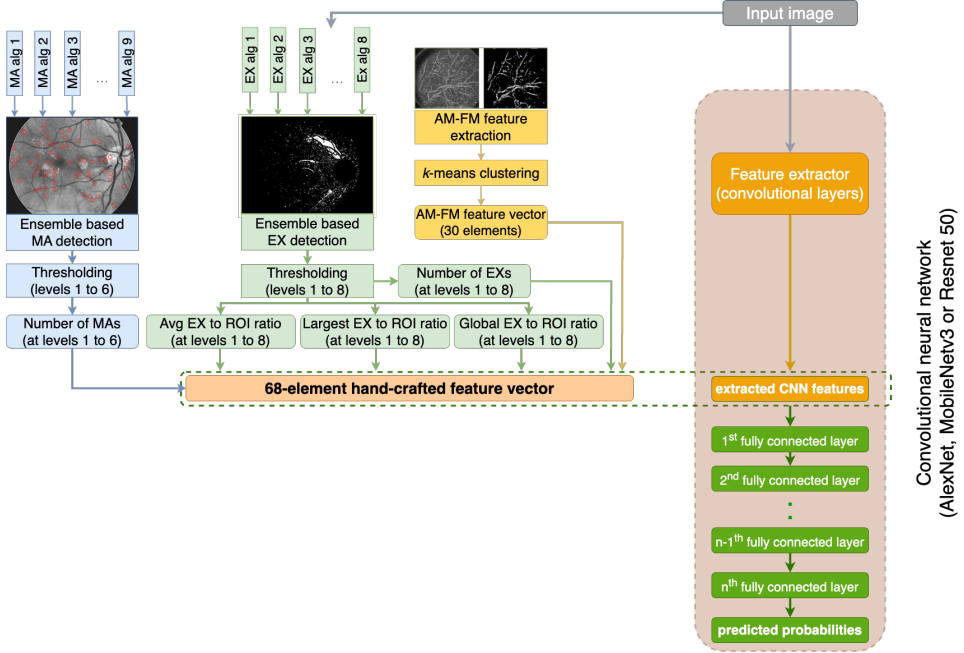 Input image
MA alg 1
MA alg 2
MA alg 3
...
MA alg 9
EX alg 1
EX alg 2
EX alg 3
...
Ex alg 8
AM-FM feature
extraction
k-means clustering
AM-FM feature vector
(30 elements)
Ensemble based
MA detection
Thresholding
(levels 1 to 6)
Number of MAs
(at levels 1 to 6)
Ensemble based
EX detection
Thresholding
(levels 1 to 8)
Number of EXs
(at levels 1 to 8)
Avg EX to ROI ratio
(at levels 1 to 8)
Largest EX to ROI ratio
(at levels 1 to 8)
Global EX to ROI ratio
(at levels 1 to 8)
68-element hand-crafted feature vector
Feature extractor
(convolutional layers)
extracted CNN features
1st fully connected layer
2nd fully connected layer
:
n-1th fully connected layer
nth fully connected layer
predicted probabilities
Convolutional neural network
(AlexNet, MobileNetv3 or Resnet 50)